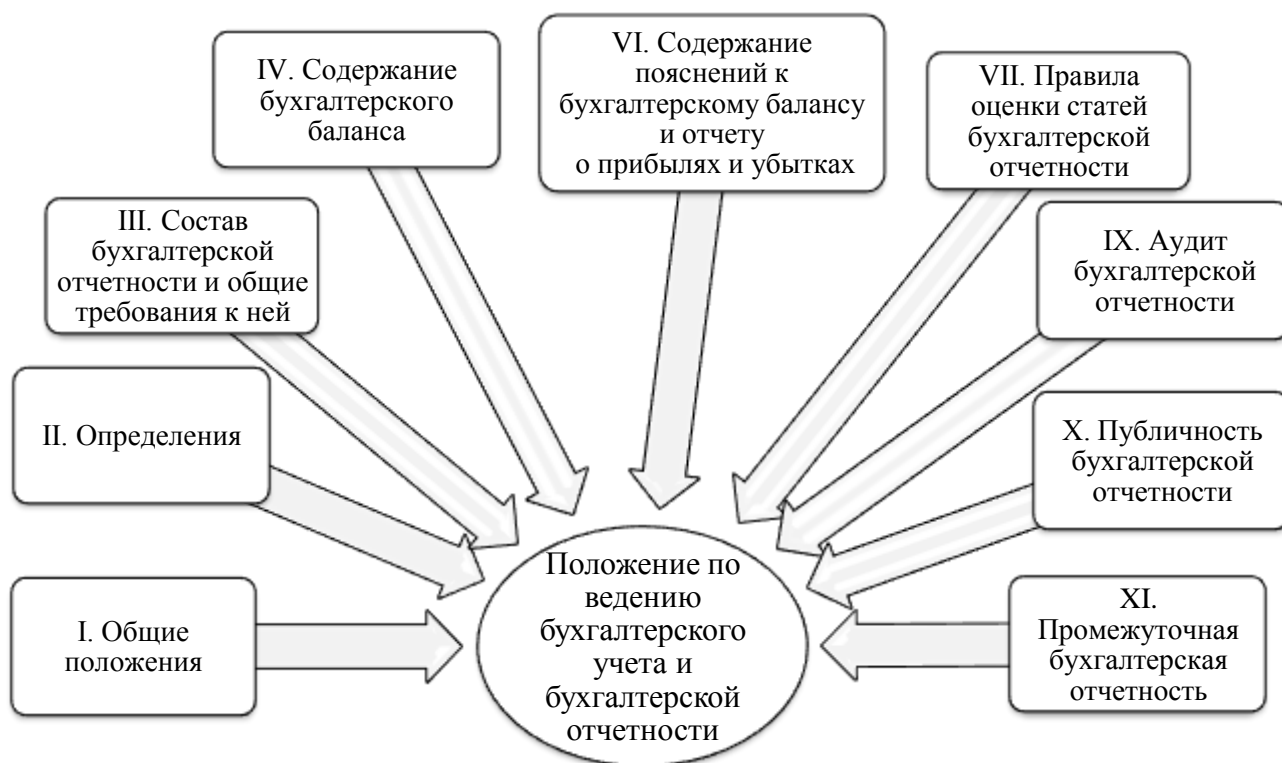 I. Общие
положения
II. Определения
III. Состав
бухгалтерской
отчетности и общие
требования к ней
IV. Содержание
бухгалтерского
баланса
VI. Содержание
пояснений к
бухгалтерскому балансу
и отчету
о прибылях и убытках
VII. Правила
оценки статей
бухгалтерской
отчетности
IX. Аудит
бухгалтерской
отчетности
X. Публичность
бухгалтерской
отчетности
XI.
Промежуточная
бухгалтерская
отчетность
Положение по
ведению
бухгалтерского
учета и
бухгалтерской
отчетности